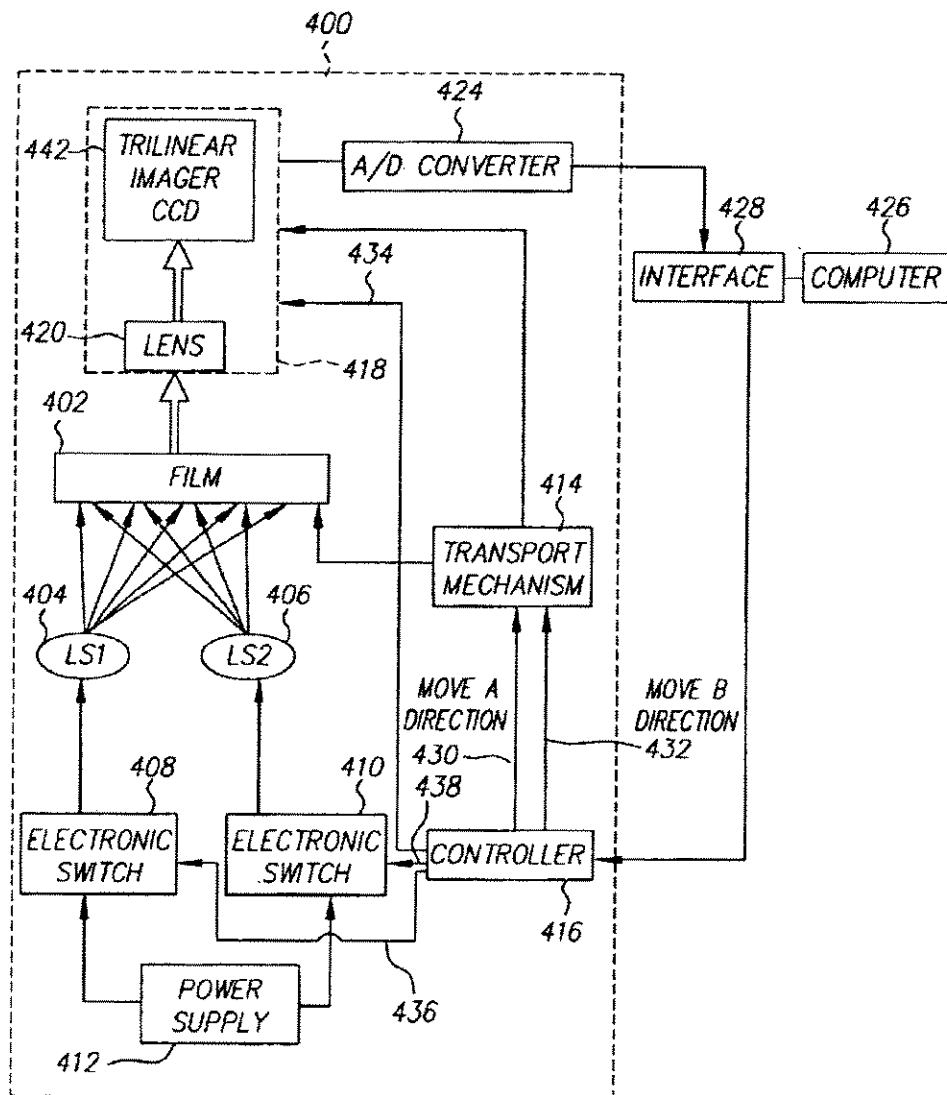 400
424
442
TRILINEAR
IMAGER
CCD
A/D CONVERTER
428
426
434
INTERFACE
COMPUTER
420
LENS
418
402
FILM
414
TRANSPORT
MECHANISM
404
406
LS1
LS2
MOVE A
DIRECTION
MOVE B
DIRECTION
430
432
408
410
438
ELECTRONIC
SWITCH
ELECTRONIC
SWITCH
CONTROLLER
416
POWER
SUPPLY
436
412